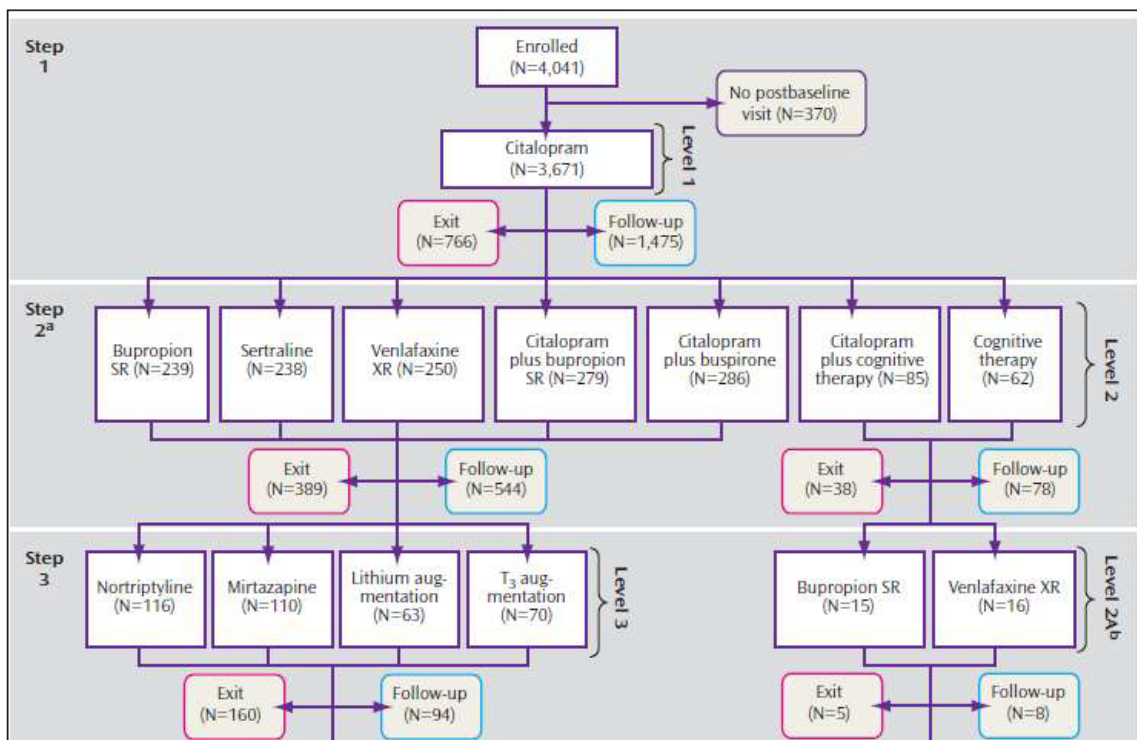 Step
1
Enrolled
(N=4,041)
No postbaseline
visit (N=370)
Citalopram
(N=3,671)
Level 1
Exit
(N=766)
Follow-up
(N=1,475)
Step
2a
Bupropion
SR (N=239)
Sertraline
(N=238)
Venlafaxine
XR (N=250)
Citalopram
plus bupropion
SR (N=279)
Citalopram
plus buspirone
(N=286)
Citalopram
plus cognitive
therapy (N=85)
Cognitive
therapy
(N=62)
Level 2
Exit
(N=389)
Follow-up
(N=544)
Exit
(N=38)
Follow-up
(N=78)
Step
3
Nortriptyline
(N=116)
Mirtazapine
(N=110)
Lithium aug-
mentation
(N=63)
T3 aug-
mentation
(N=70)
Level 3
Bupropion SR
(N=15)
Venlafaxine XR
(N=16)
Level 2Ab
Exit
(N=160)
Follow-up
(N=94)
Exit
(N=5)
Follow-up
(N=8)